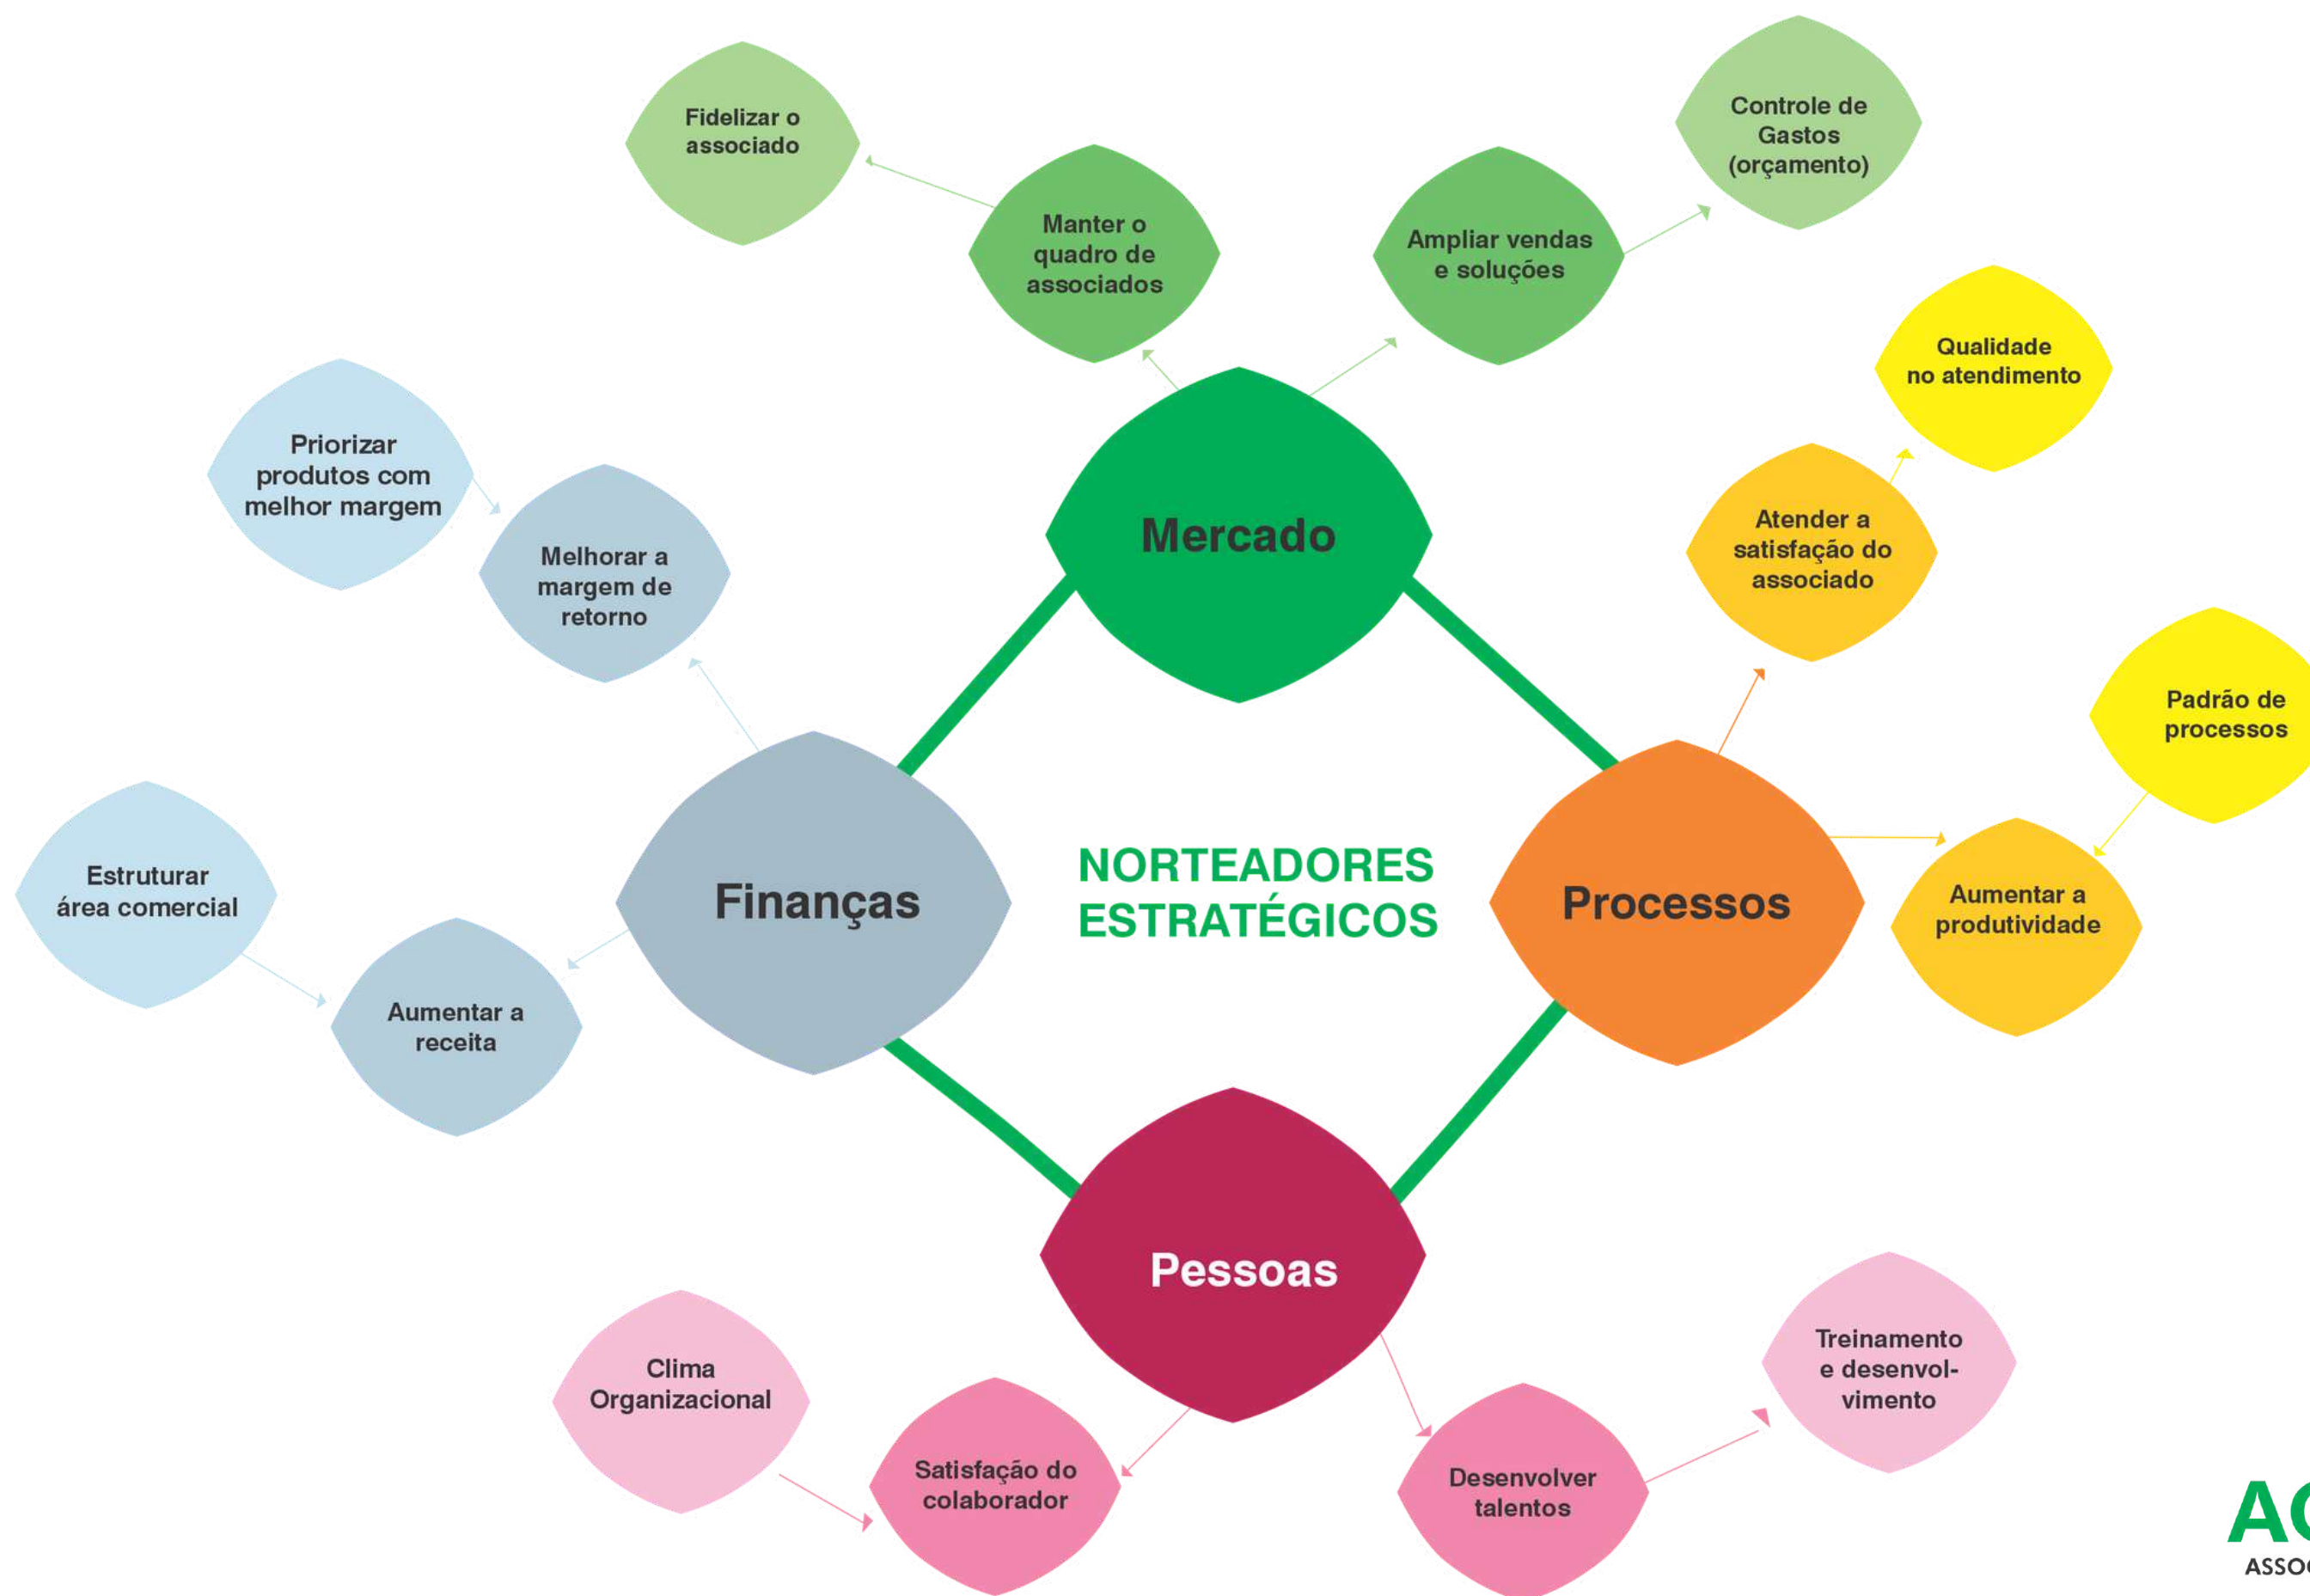 Fidelizar o
associado
Manter o
quadro de
associados
Ampliar vendas
e soluções
Controle de
Gastos
(orçamento)
Qualidade
no atendimento
Atender a
satisfação do
associado
Padrão de
processos
Aumentar a
produtividade
Priorizar
produtos com
melhor margem
Melhorar a
margem de
retorno
Estruturar
área comercial
Aumentar a
receita
Mercado
Finanças
NORTEADORES
ESTRATÉGICOS
Processos
Pessoas
Clima
Organizacional
Satisfação do
colaborador
Desenvolver
talentos
Treinamento
e desenvol-
vimento